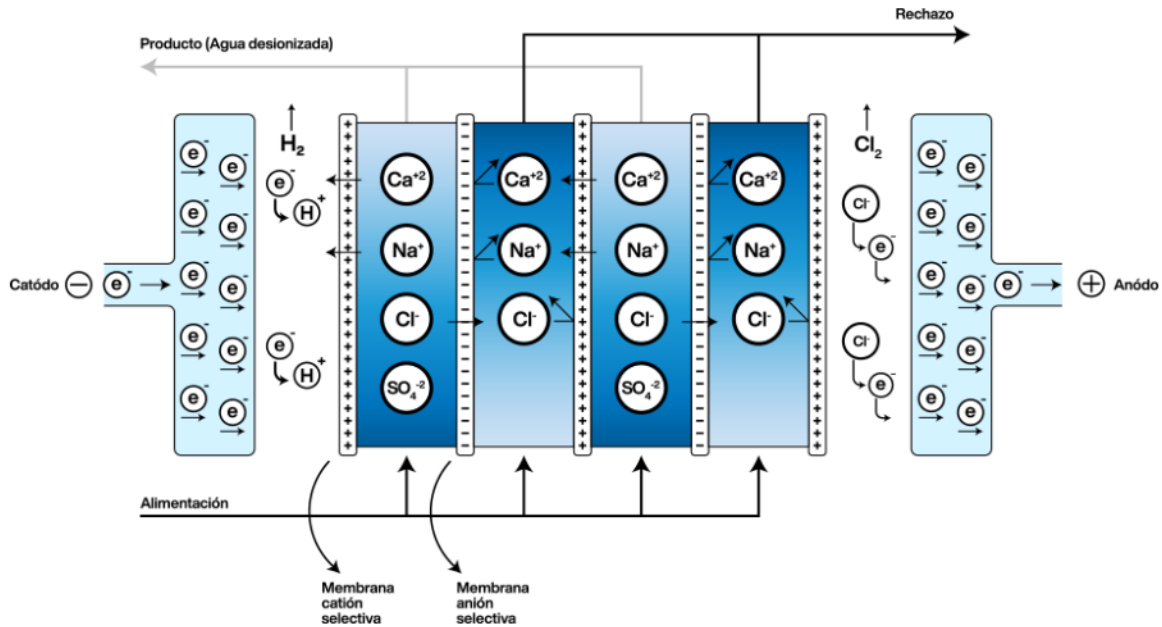 Rechazo
Producto (Agua desionizada)
H₂
Cl₂
e⁻ e⁻ e⁻ e⁻ e⁻ e⁻ e⁻ e⁻ e⁻ e⁻
e⁻ H⁺
e⁻ H⁺
Ca⁺² Ca⁺² Ca⁺² Ca⁺²
Na⁺ Na⁺ Na⁺ Na⁺
Cl⁻ Cl⁻ Cl⁻ Cl⁻
SO₄⁻² SO₄⁻²
Cl⁻ e⁻
Cl⁻ e⁻
e⁻ e⁻ e⁻ e⁻ e⁻ e⁻ e⁻ e⁻ e⁻ e⁻
Catódo − e⁻
e⁻ + Anódo
Alimentación
Membrana
catión
selectiva
Membrana
anión
selectiva